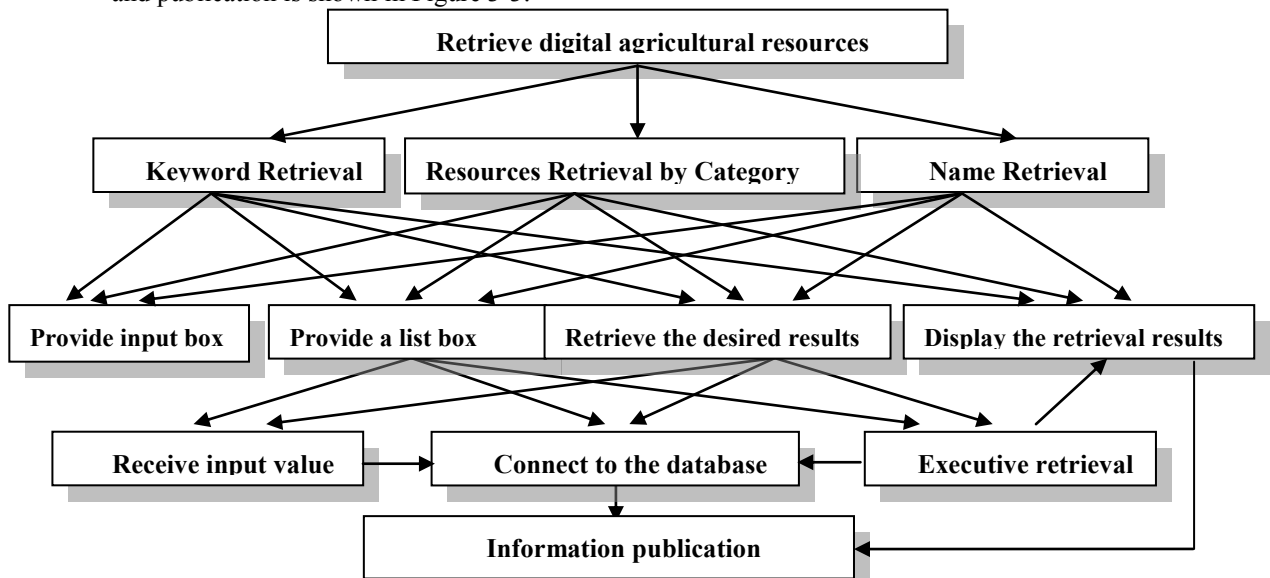 and publication is shown in Figure 3-3.
Retrieve digital agricultural resources
Keyword Retrieval
Resources Retrieval by Category
Name Retrieval
Provide input box
Provide a list box
Retrieve the desired results
Display the retrieval results
Receive input value
Connect to the database
Executive retrieval
Information publication